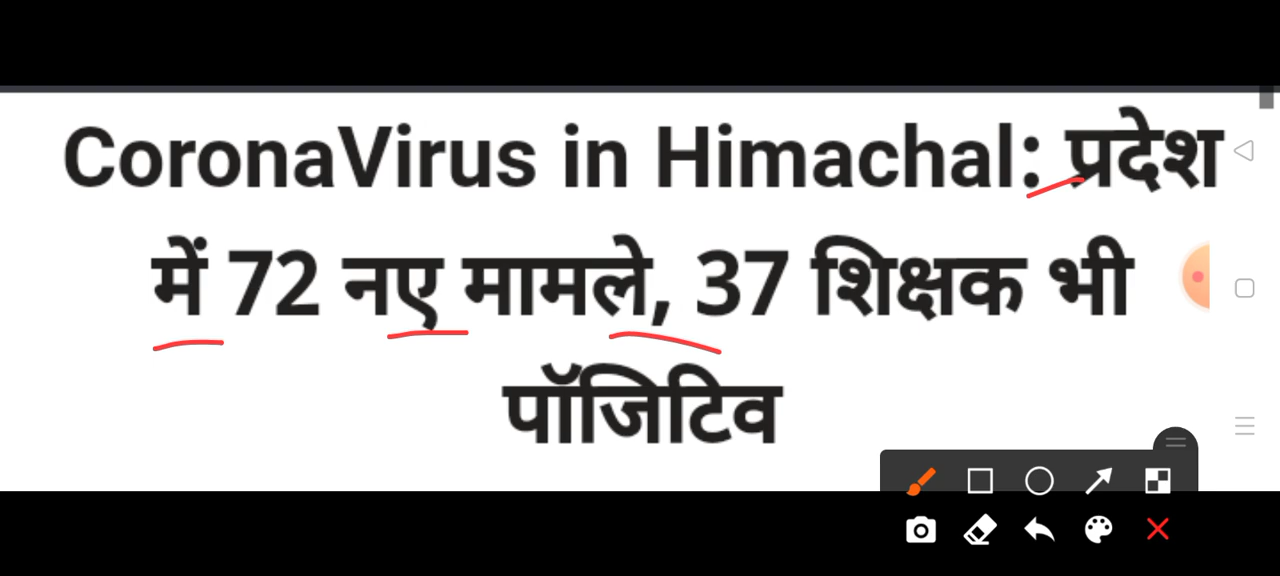 CoronaVirus in Himachal: प्रदेश
में 72 नए मामले, 37 शिक्षक भी
पॉजिटिव